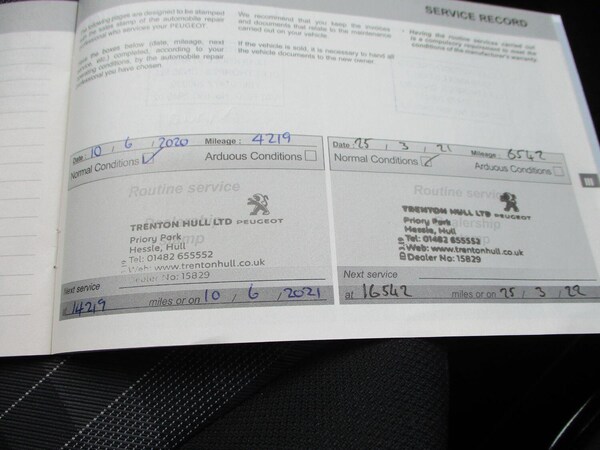 SERVICE RECORD
following pages are designed to be stamped
with the stamp of the automobile repair
who services your PEUGEOT.
the boxes below (date, mileage, next
service, etc.) completed, according to your
operating conditions, by the automobile repair
professional you have chosen.
We recommend that you keep the invoices
and documents that relate to the maintenance
carried out on your vehicle.
If the vehicle is sold, it is necessary to hand all
the vehicle documents to the new owner.
Having the routine services carried out
is a compulsory requirement to meet the
conditions of the manufacturer's warranty.
Date: 10 / 6 / 2020 Mileage: 4219
Normal Conditions Arduous Conditions
Routine service
TRENTON HULL LTD PEUGEOT
Priory Park
Hessle, Hull
Tel: 01482 655552
Web: www.trentonhull.co.uk
Dealer No: 15829
Next service
14219 miles or on 10 / 6 / 2021
Date: 25 / 3 / 21 Mileage: 6542
Normal Conditions Arduous Conditions
Routine service
TRENTON HULL LTD PEUGEOT
Priory Park
Hessle, Hull
Tel: 01482 655552
Web: www.trentonhull.co.uk
Dealer No: 15829
Next service
at 16542 miles or on 25 / 3 / 22